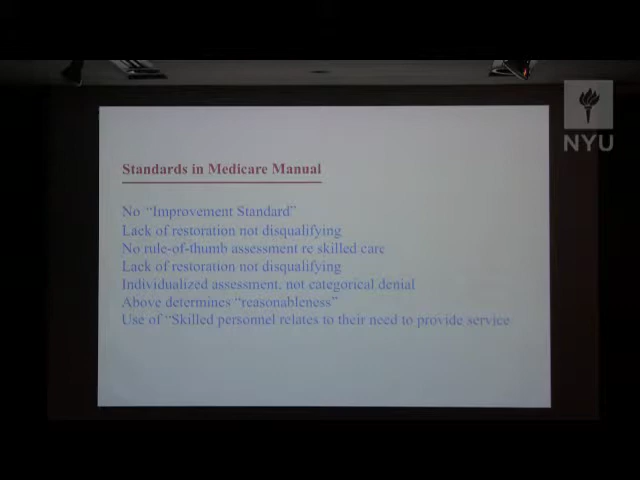 NYU
Standards in Medicare Manual
No "Improvement Standard"
Lack of restoration not disqualifying
No rule-of-thumb assessment re skilled care
Lack of restoration not disqualifying
Individualized assessment, not categorical denial
Above determines "reasonableness"
Use of "Skilled personnel relates to their need to provide service